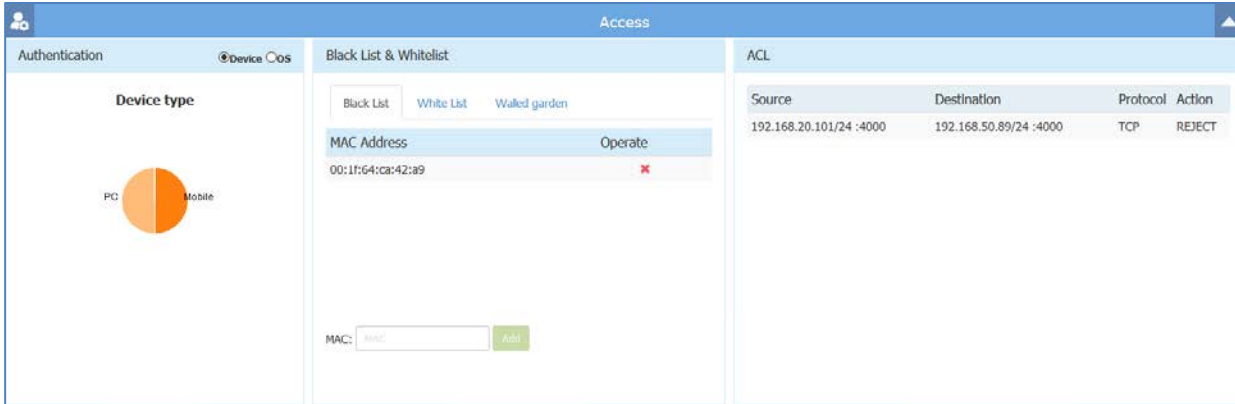 Access
Authentication
Device OS
Device type
PC
Mobile
Black List & Whitelist
Black List White List Walled garden
MAC Address Operate
00:1f:64:ca:42:a9
MAC: MAC Add
ACL
Source Destination Protocol Action
192.168.20.101/24 :4000 192.168.50.89/24 :4000 TCP REJECT